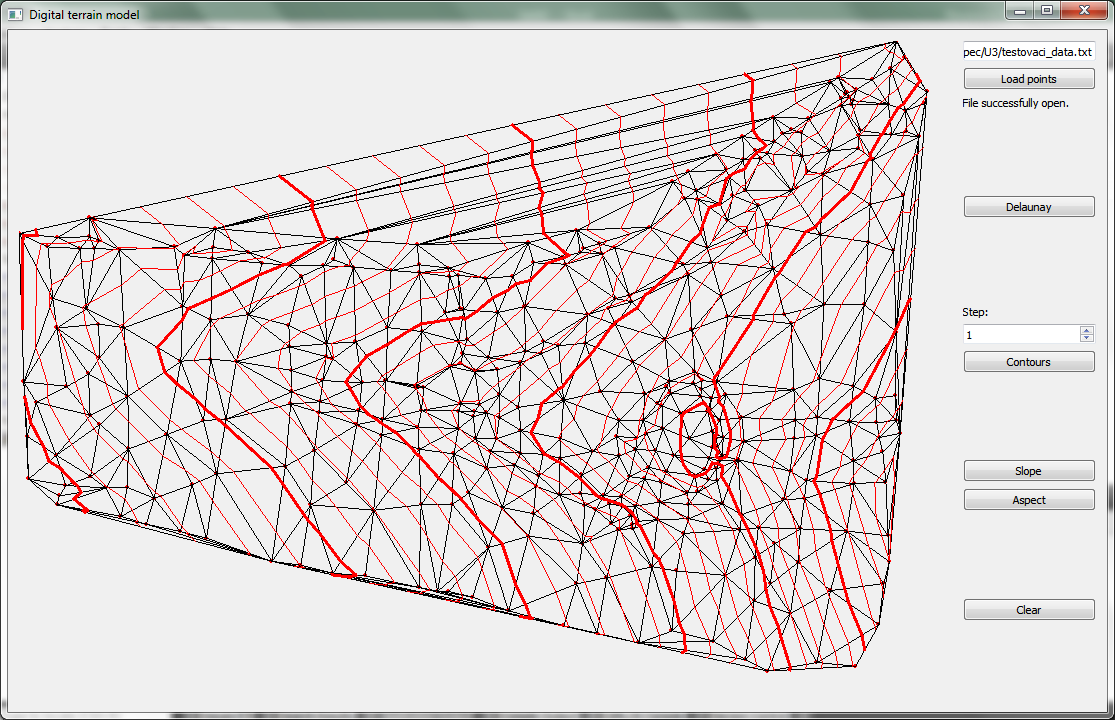 Digital terrain model
pec/U3/testovaci_data.txt
Load points
File successfully open.
Delaunay
Step:
1
Contours
Slope
Aspect
Clear